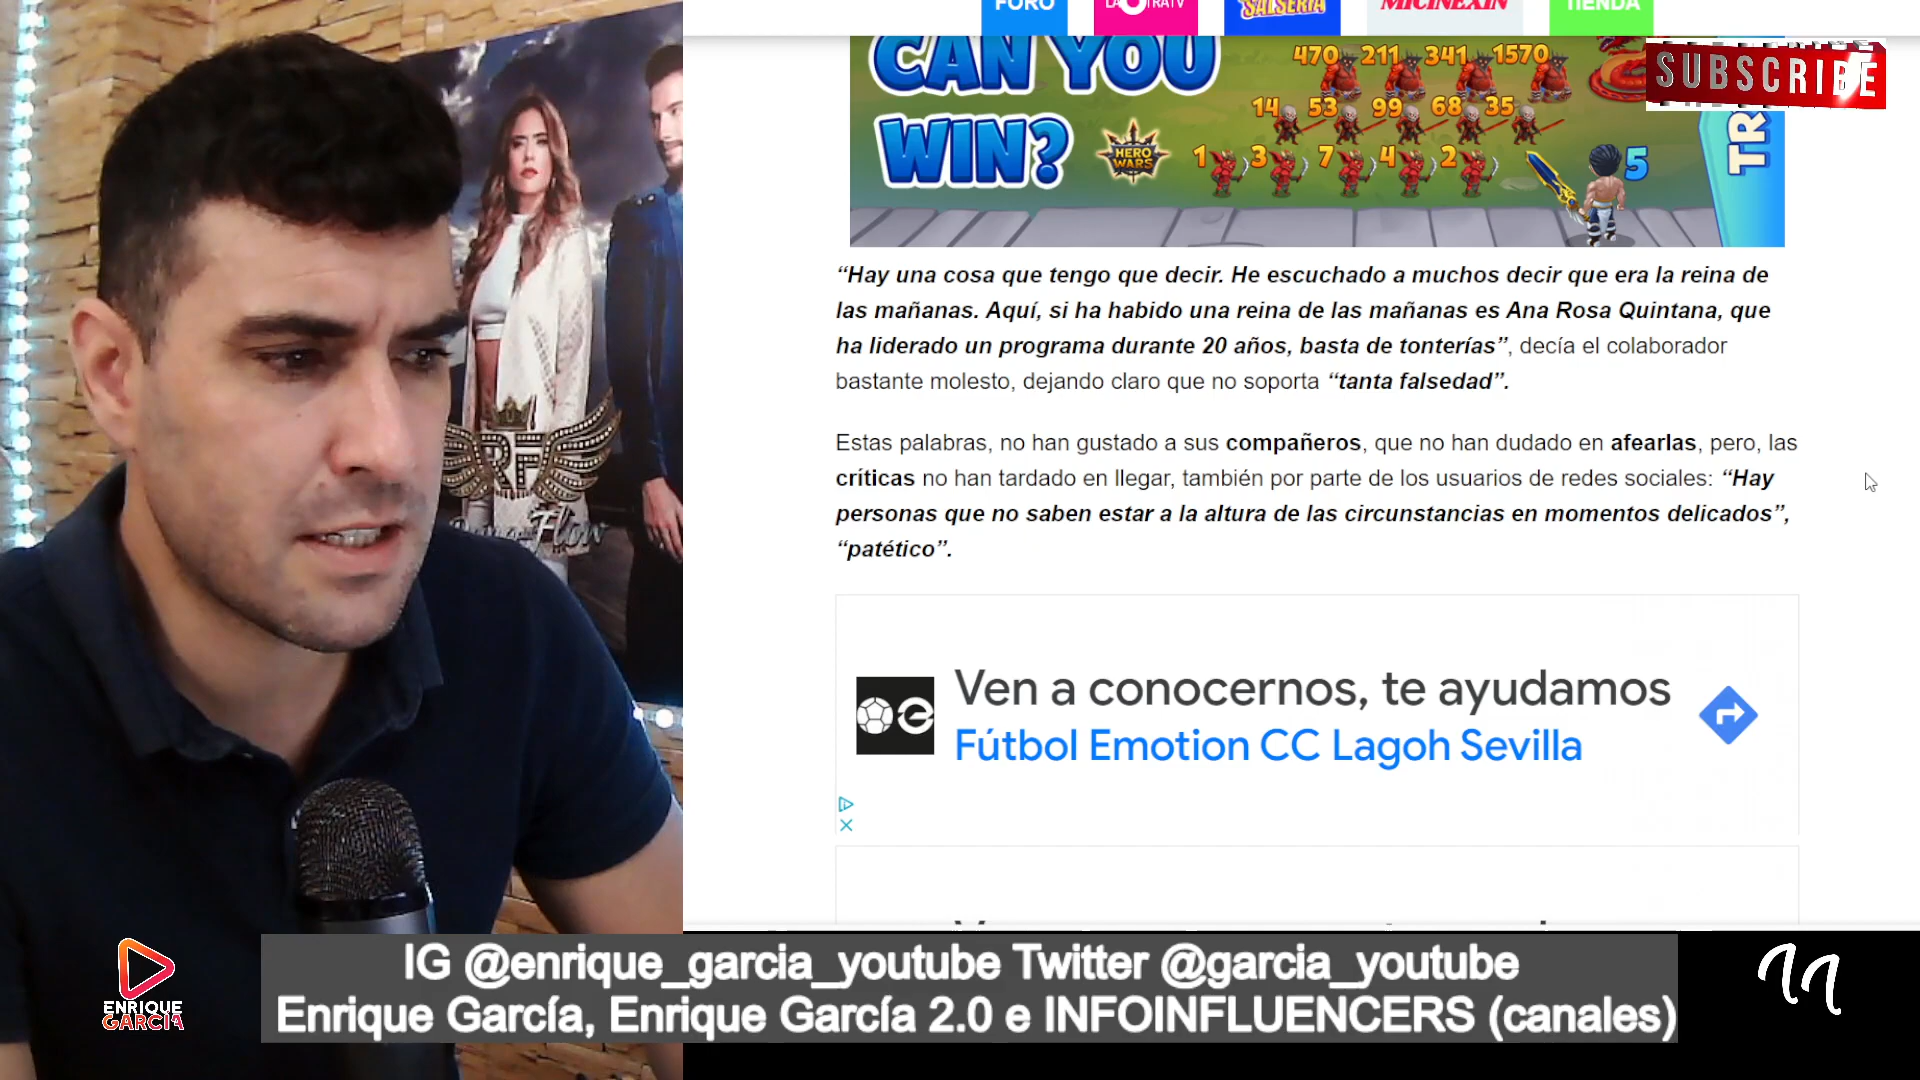 FORO
LA OTRATV
SALSERIA
MICINEXIN
TIENDA
SUBSCRIBE
CAN YOU
WIN?
HERO
WARS
470 211 341 1570
14 53 99 68 35
1 3 7 4 2 5
TR
“Hay una cosa que tengo que decir. He escuchado a muchos decir que era la reina de
las mañanas. Aquí, si ha habido una reina de las mañanas es Ana Rosa Quintana, que
ha liderado un programa durante 20 años, basta de tonterías”, decía el colaborador
bastante molesto, dejando claro que no soporta “tanta falsedad”.
Estas palabras, no han gustado a sus compañeros, que no han dudado en afearlas, pero, las
críticas no han tardado en llegar, también por parte de los usuarios de redes sociales: “Hay
personas que no saben estar a la altura de las circunstancias en momentos delicados”,
“patético”.
Ven a conocernos, te ayudamos
Fútbol Emotion CC Lagoh Sevilla
RF
Flow
ENRIQUE
GARCÍA
IG @enrique_garcia_youtube Twitter @garcia_youtube
Enrique García, Enrique García 2.0 e INFOINFLUENCERS (canales)